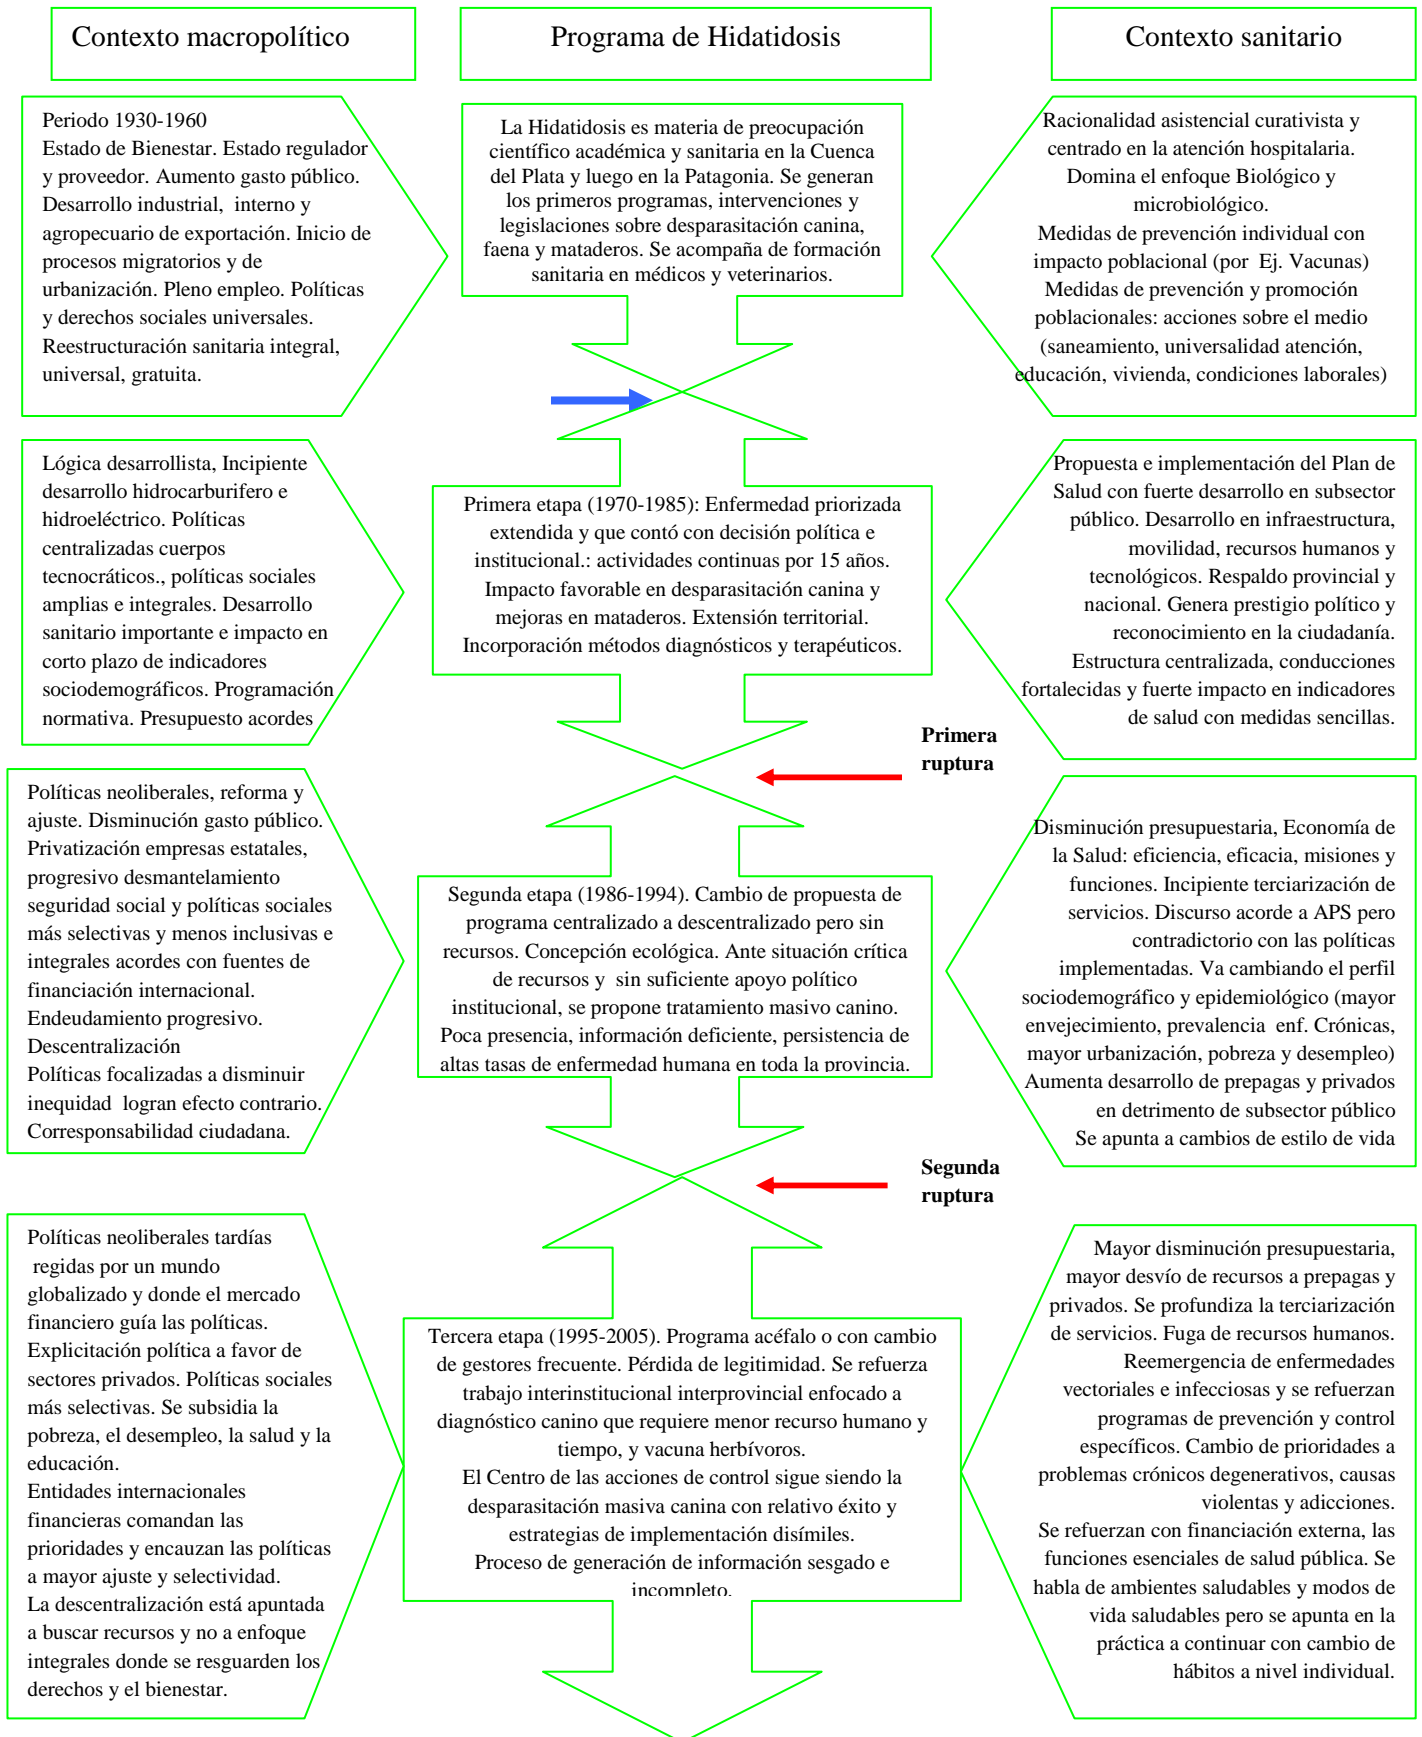 Contexto macropolítico
Programa de Hidatidosis
Contexto sanitario
Periodo 1930-1960
Estado de Bienestar. Estado regulador
y proveedor. Aumento gasto público.
Desarrollo industrial, interno y
agropecuario de exportación. Inicio de
procesos migratorios y de
urbanización. Pleno empleo. Políticas
y derechos sociales universales.
Reestructuración sanitaria integral,
universal, gratuita.
La Hidatidosis es materia de preocupación
científico académica y sanitaria en la Cuenca
del Plata y luego en la Patagonia. Se generan
los primeros programas, intervenciones y
legislaciones sobre desparasitación canina,
faena y mataderos. Se acompaña de formación
sanitaria en médicos y veterinarios.
Racionalidad asistencial curativista y
centrado en la atención hospitalaria.
Domina el enfoque Biológico y
microbiológico.
Medidas de prevención individual con
impacto poblacional (por Ej. Vacunas)
Medidas de prevención y promoción
poblacionales: acciones sobre el medio
(saneamiento, universalidad atención,
educación, vivienda, condiciones laborales)
Lógica desarrollista, Incipiente
desarrollo hidrocarburifero e
hidroeléctrico. Políticas
centralizadas cuerpos
tecnocráticos., políticas sociales
amplias e integrales. Desarrollo
sanitario importante e impacto en
corto plazo de indicadores
sociodemográficos. Programación
normativa. Presupuesto acordes
Primera etapa (1970-1985): Enfermedad priorizada
extendida y que contó con decisión política e
institucional.: actividades continuas por 15 años.
Impacto favorable en desparasitación canina y
mejoras en mataderos. Extensión territorial.
Incorporación métodos diagnósticos y terapéuticos.
Propuesta e implementación del Plan de
Salud con fuerte desarrollo en subsector
público. Desarrollo en infraestructura,
movilidad, recursos humanos y
tecnológicos. Respaldo provincial y
nacional. Genera prestigio político y
reconocimiento en la ciudadanía.
Estructura centralizada, conducciones
fortalecidas y fuerte impacto en indicadores
de salud con medidas sencillas.
Primera
ruptura
Políticas neoliberales, reforma y
ajuste. Disminución gasto público.
Privatización empresas estatales,
progresivo desmantelamiento
seguridad social y políticas sociales
más selectivas y menos inclusivas e
integrales acordes con fuentes de
financiación internacional.
Endeudamiento progresivo.
Descentralización
Políticas focalizadas a disminuir
inequidad logran efecto contrario.
Corresponsabilidad ciudadana.
Segunda etapa (1986-1994). Cambio de propuesta de
programa centralizado a descentralizado pero sin
recursos. Concepción ecológica. Ante situación crítica
de recursos y sin suficiente apoyo político
institucional, se propone tratamiento masivo canino.
Poca presencia, información deficiente, persistencia de
altas tasas de enfermedad humana en toda la provincia.
Disminución presupuestaria, Economía de
la Salud: eficiencia, eficacia, misiones y
funciones. Incipiente terciarización de
servicios. Discurso acorde a APS pero
contradictorio con las políticas
implementadas. Va cambiando el perfil
sociodemográfico y epidemiológico (mayor
envejecimiento, prevalencia enf. Crónicas,
mayor urbanización, pobreza y desempleo)
Aumenta desarrollo de prepagas y privados
en detrimento de subsector público
Se apunta a cambios de estilo de vida
Segunda
ruptura
Políticas neoliberales tardías
regidas por un mundo
globalizado y donde el mercado
financiero guía las políticas.
Explicitación política a favor de
sectores privados. Políticas sociales
más selectivas. Se subsidia la
pobreza, el desempleo, la salud y la
educación.
Entidades internacionales
financieras comandan las
prioridades y encauzan las políticas
a mayor ajuste y selectividad.
La descentralización está apuntada
a buscar recursos y no a enfoque
integrales donde se resguarden los
derechos y el bienestar.
Tercera etapa (1995-2005). Programa acéfalo o con cambio
de gestores frecuente. Pérdida de legitimidad. Se refuerza
trabajo interinstitucional interprovincial enfocado a
diagnóstico canino que requiere menor recurso humano y
tiempo, y vacuna herbívoros.
El Centro de las acciones de control sigue siendo la
desparasitación masiva canina con relativo éxito y
estrategias de implementación disímiles.
Proceso de generación de información sesgado e
incompleto.
Mayor disminución presupuestaria,
mayor desvío de recursos a prepagas y
privados. Se profundiza la terciarización
de servicios. Fuga de recursos humanos.
Reemergencia de enfermedades
vectoriales e infecciosas y se refuerzan
programas de prevención y control
específicos. Cambio de prioridades a
problemas crónicos degenerativos, causas
violentas y adicciones.
Se refuerzan con financiación externa, las
funciones esenciales de salud pública. Se
habla de ambientes saludables y modos de
vida saludables pero se apunta en la
práctica a continuar con cambio de
hábitos a nivel individual.